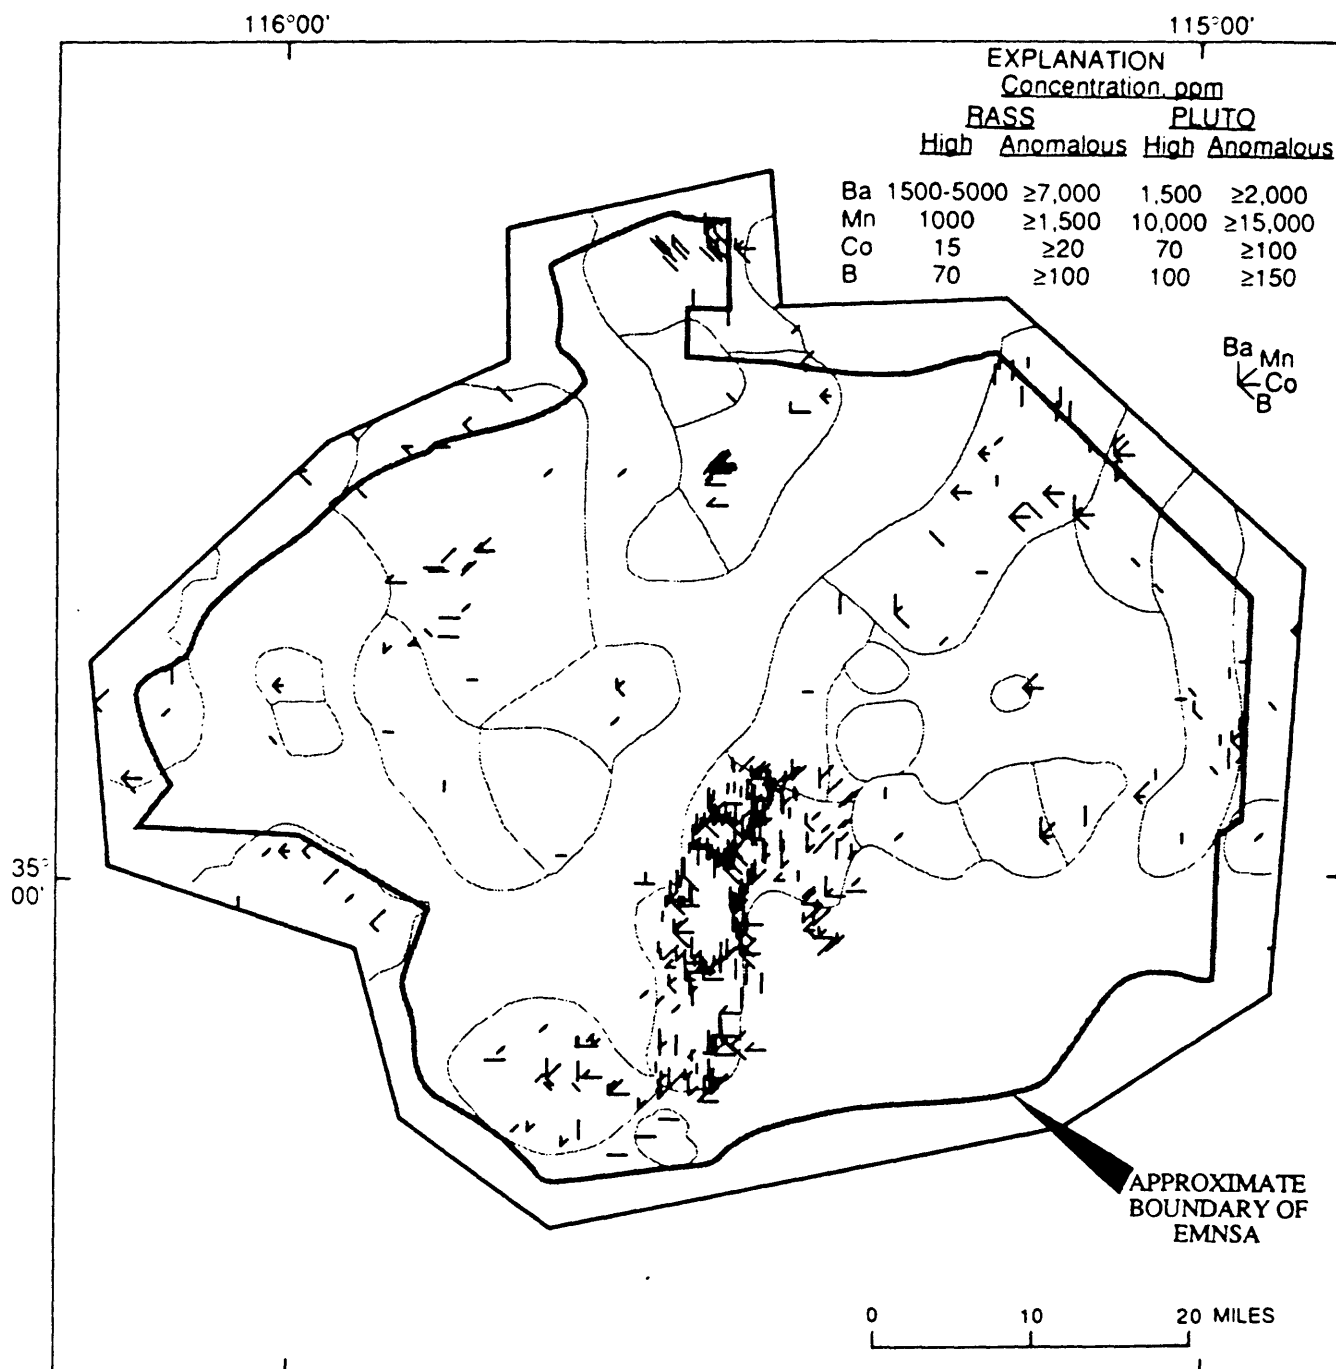 116°00'
115°00'
EXPLANATION
Concentration, ppm
RASS PLUTO
High Anomalous High Anomalous
Ba 1500-5000 ≥7,000 1,500 ≥2,000
Mn 1000 ≥1,500 10,000 ≥15,000
Co 15 ≥20 70 ≥100
B 70 ≥100 100 ≥150
Ba Mn
Co
B
35°
00'
APPROXIMATE
BOUNDARY OF
EMNSA
0 10 20 MILES